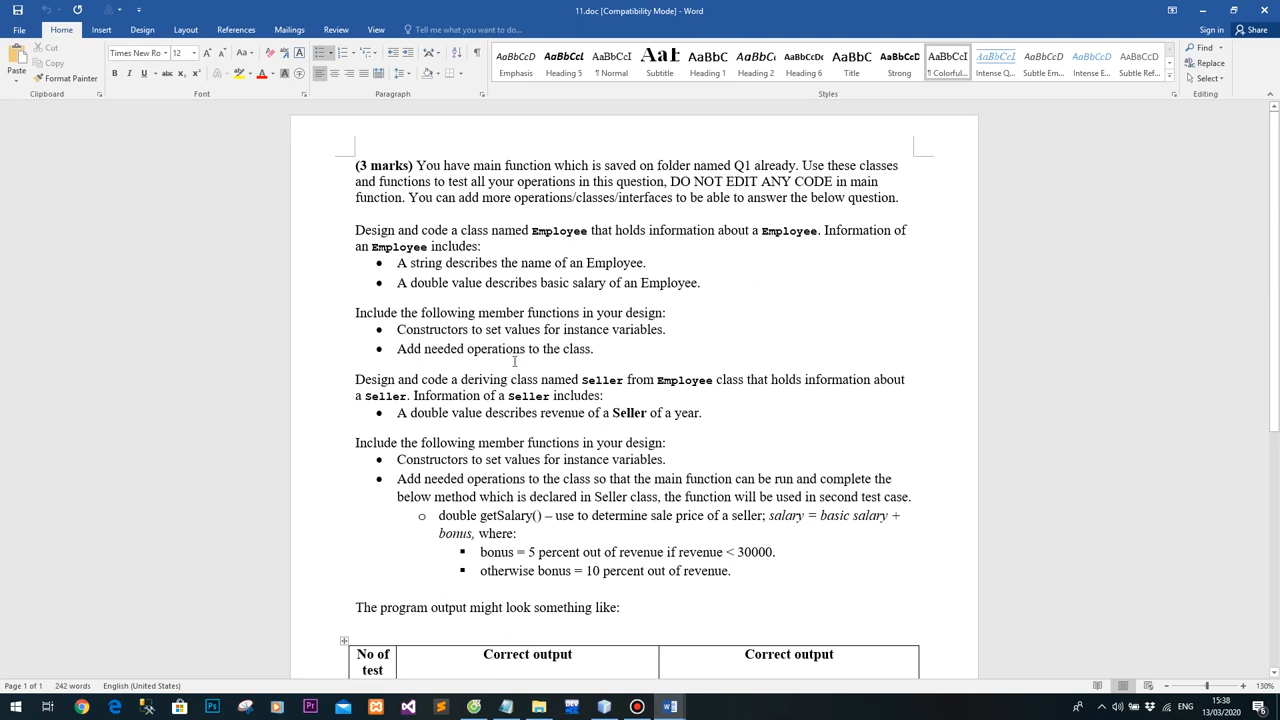 11.doc [Compatibility Mode] - Word
File Home Insert Design Layout References Mailings Review View Tell me what you want to do... Sign in Share
Cut
Copy
Paste
Format Painter
Times New Ro 12
AaBbCcD AaBbCcI AaBbCcD AaB AaBbC AaBbCcD AaBbCcDc AaBbC AaBbCcD AaBbCcI AaBbCcI AaBbCcD AaBbCcI AaBbCcD
Emphasis Heading 5 ¶ Normal Subtitle Heading 1 Heading 2 Heading 6 Title Strong ¶ Colorful... Intense Q... Subtle Em... Intense E... Subtle Ref...
Find
Replace
Select
Clipboard Font Paragraph Styles Editing
(3 marks) You have main function which is saved on folder named Q1 already. Use these classes
and functions to test all your operations in this question, DO NOT EDIT ANY CODE in main
function. You can add more operations/classes/interfaces to be able to answer the below question.
Design and code a class named Employee that holds information about a Employee. Information of
an Employee includes:
• A string describes the name of an Employee.
• A double value describes basic salary of an Employee.
Include the following member functions in your design:
• Constructors to set values for instance variables.
• Add needed operations to the class.
Design and code a deriving class named Seller from Employee class that holds information about
a Seller. Information of a Seller includes:
• A double value describes revenue of a Seller of a year.
Include the following member functions in your design:
• Constructors to set values for instance variables.
• Add needed operations to the class so that the main function can be run and complete the
below method which is declared in Seller class, the function will be used in second test case.
o double getSalary() – use to determine sale price of a seller; salary = basic salary +
bonus, where:
▪ bonus = 5 percent out of revenue if revenue < 30000.
▪ otherwise bonus = 10 percent out of revenue.
The program output might look something like:
No of
test
Correct output
Correct output
Page 1 of 1 242 words English (United States) 130%
ENG
15:38
13/03/2020